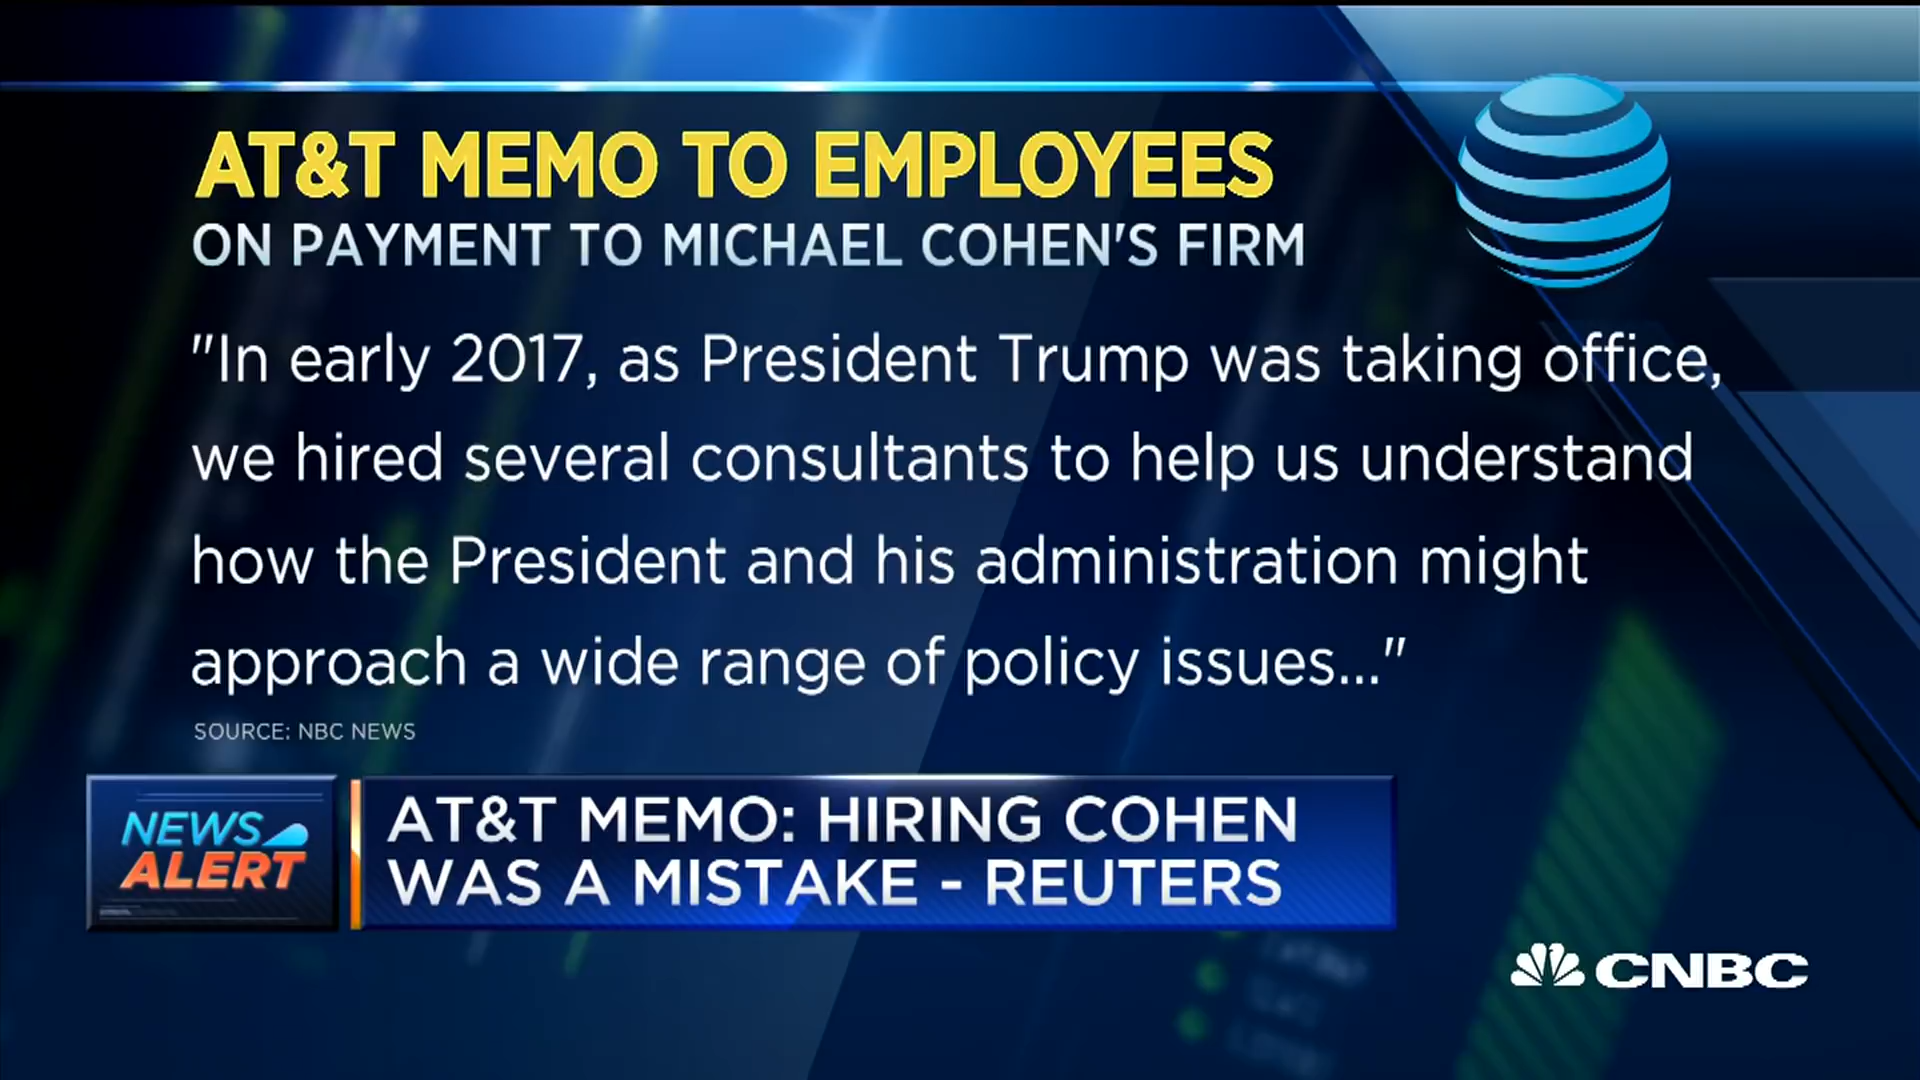 AT&T MEMO TO EMPLOYEES
ON PAYMENT TO MICHAEL COHEN'S FIRM
"In early 2017, as President Trump was taking office,
we hired several consultants to help us understand
how the President and his administration might
approach a wide range of policy issues..."
SOURCE: NBC NEWS
NEWS
ALERT
AT&T MEMO: HIRING COHEN
WAS A MISTAKE - REUTERS
CNBC